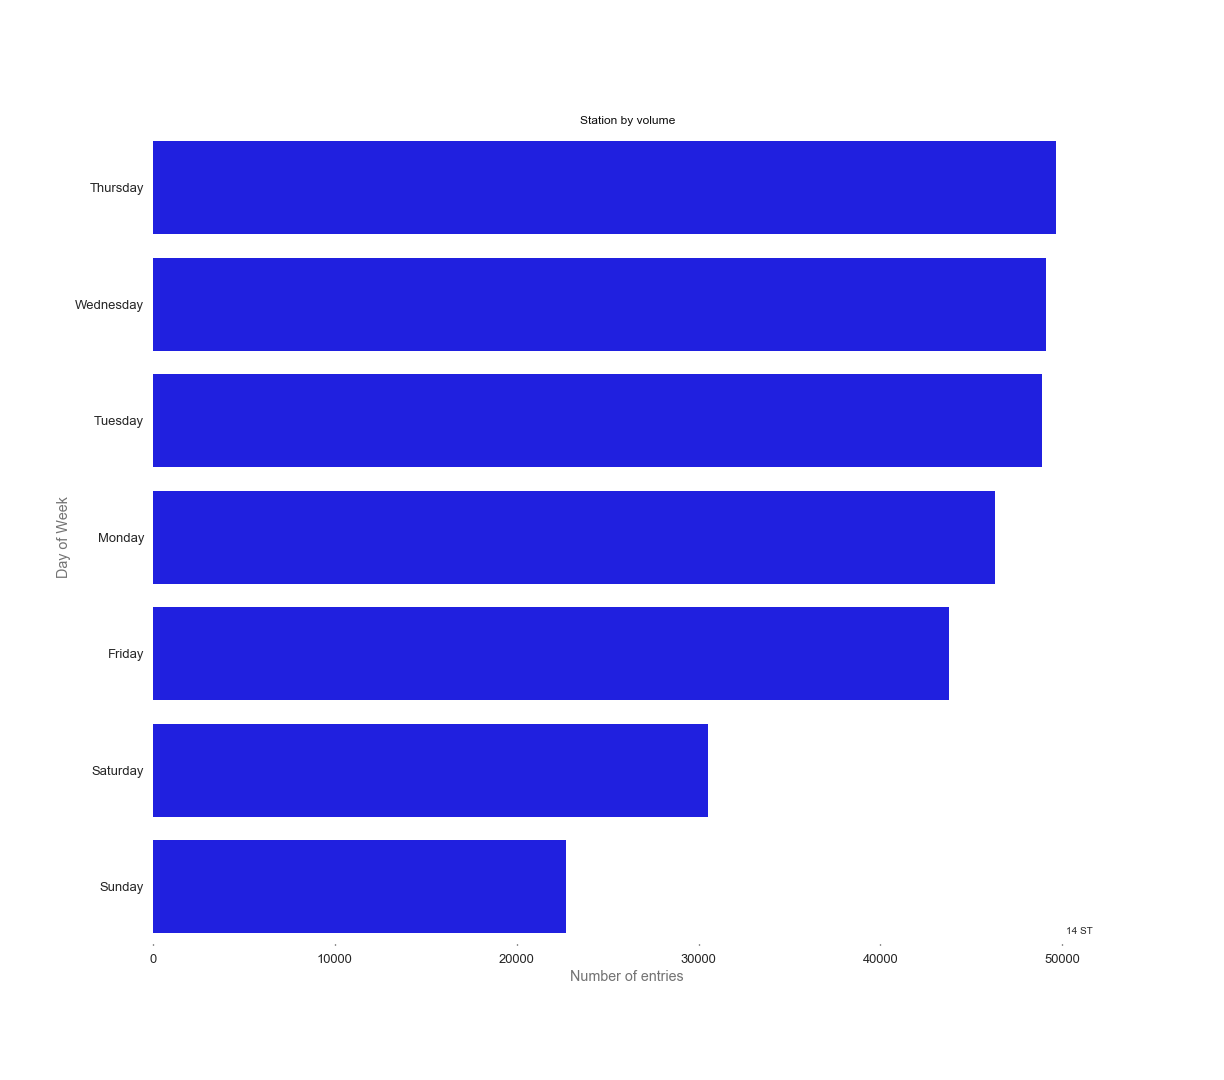 Station by volume
Thursday
Wednesday
Tuesday
Monday
Friday
Saturday
Sunday
Day of Week
14 ST
0 10000 20000 30000 40000 50000
Number of entries